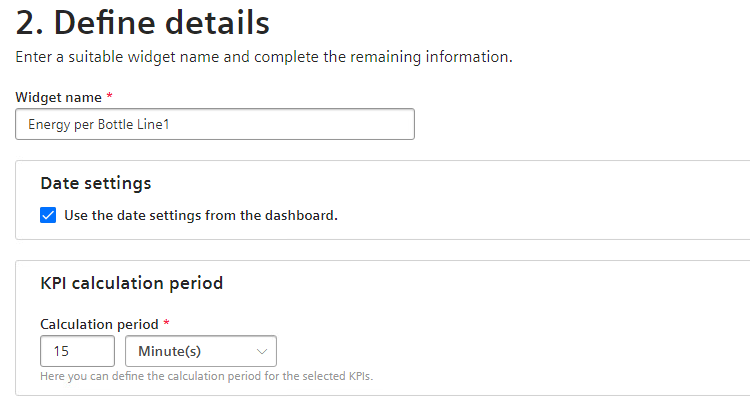 2. Define details
Enter a suitable widget name and complete the remaining information.
Widget name *
Energy per Bottle Line1
Date settings
Use the date settings from the dashboard.
KPI calculation period
Calculation period *
15 Minute(s)
Here you can define the calculation period for the selected KPIs.